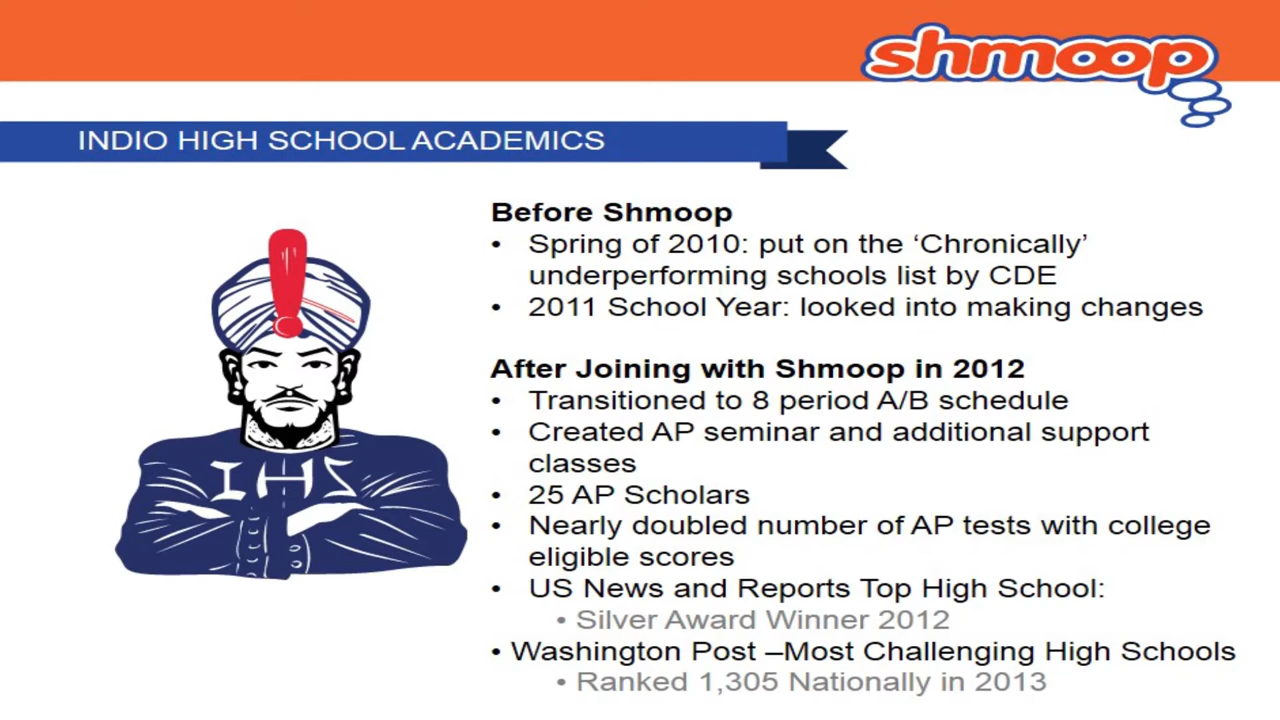 shmoop
INDIO HIGH SCHOOL ACADEMICS
Before Shmoop
• Spring of 2010: put on the ‘Chronically’
underperforming schools list by CDE
• 2011 School Year: looked into making changes
After Joining with Shmoop in 2012
• Transitioned to 8 period A/B schedule
• Created AP seminar and additional support
classes
• 25 AP Scholars
• Nearly doubled number of AP tests with college
eligible scores
• US News and Reports Top High School:
• Silver Award Winner 2012
• Washington Post –Most Challenging High Schools
• Ranked 1,305 Nationally in 2013
IHS